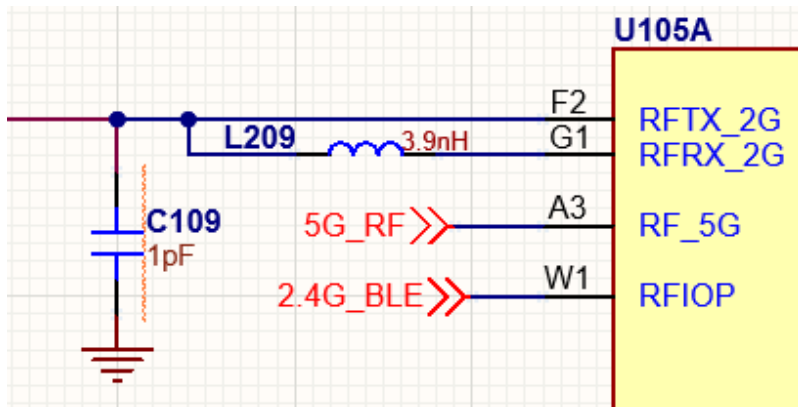 U105A
F2 RFTX_2G
L209 3.9nH G1 RFRX_2G
C109
1pF
5G_RF A3 RF_5G
2.4G_BLE W1 RFIOP